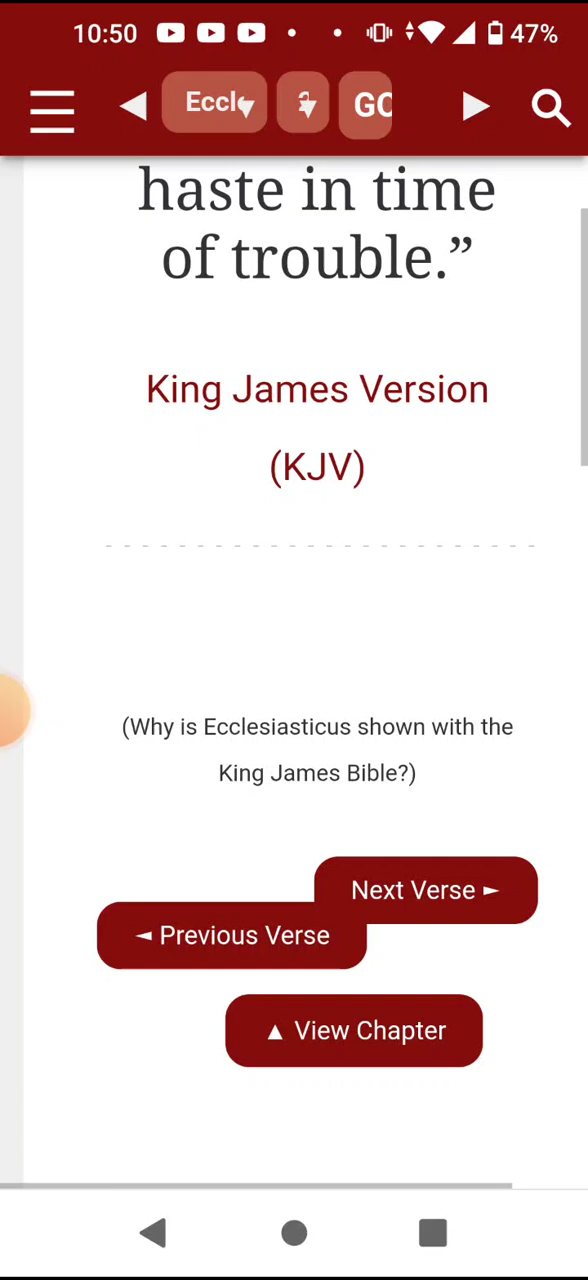 10:50 47%
Eccl GO
haste in time
of trouble.”
King James Version
(KJV)
(Why is Ecclesiasticus shown with the
King James Bible?)
Next Verse ►
◄ Previous Verse
▲ View Chapter